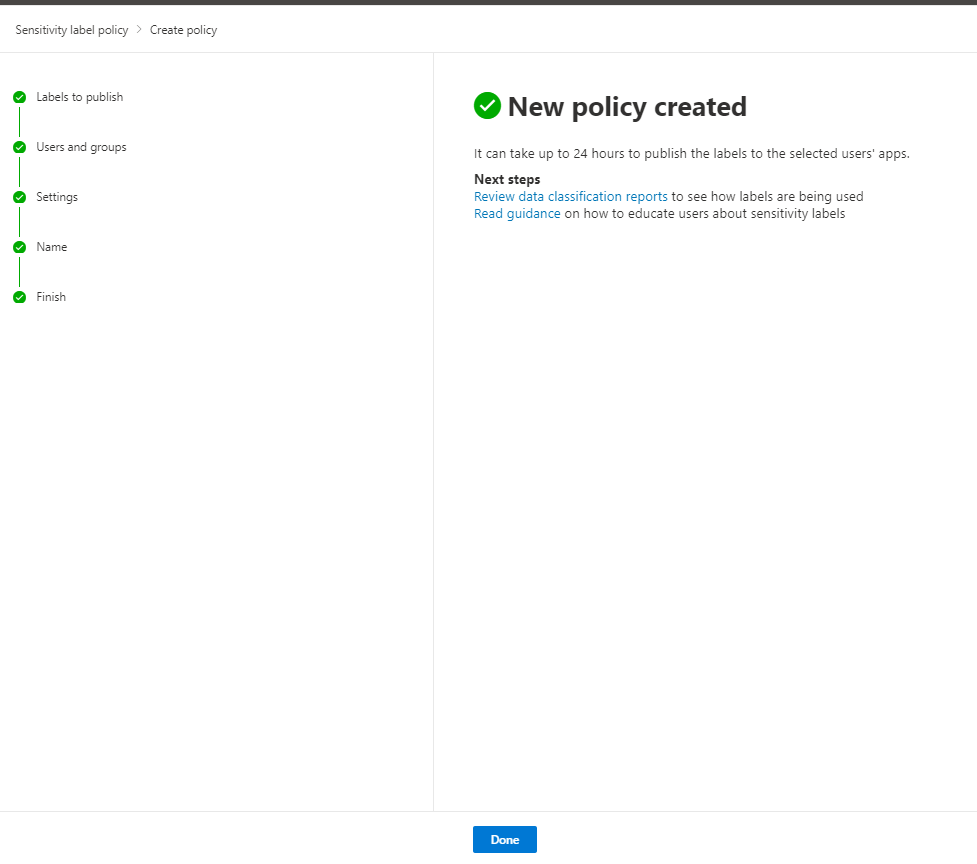 Sensitivity label policy > Create policy
Labels to publish
Users and groups
Settings
Name
Finish
New policy created
It can take up to 24 hours to publish the labels to the selected users' apps.
Next steps
Review data classification reports to see how labels are being used
Read guidance on how to educate users about sensitivity labels
Done